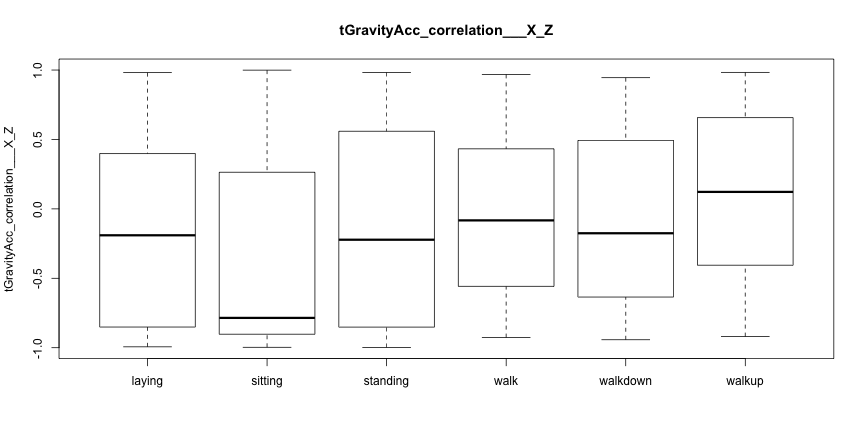 tGravityAcc_correlation___X_Z
tGravityAcc_correlation___X_Z
1.0
0.5
0.0
-0.5
-1.0
laying sitting standing walk walkdown walkup